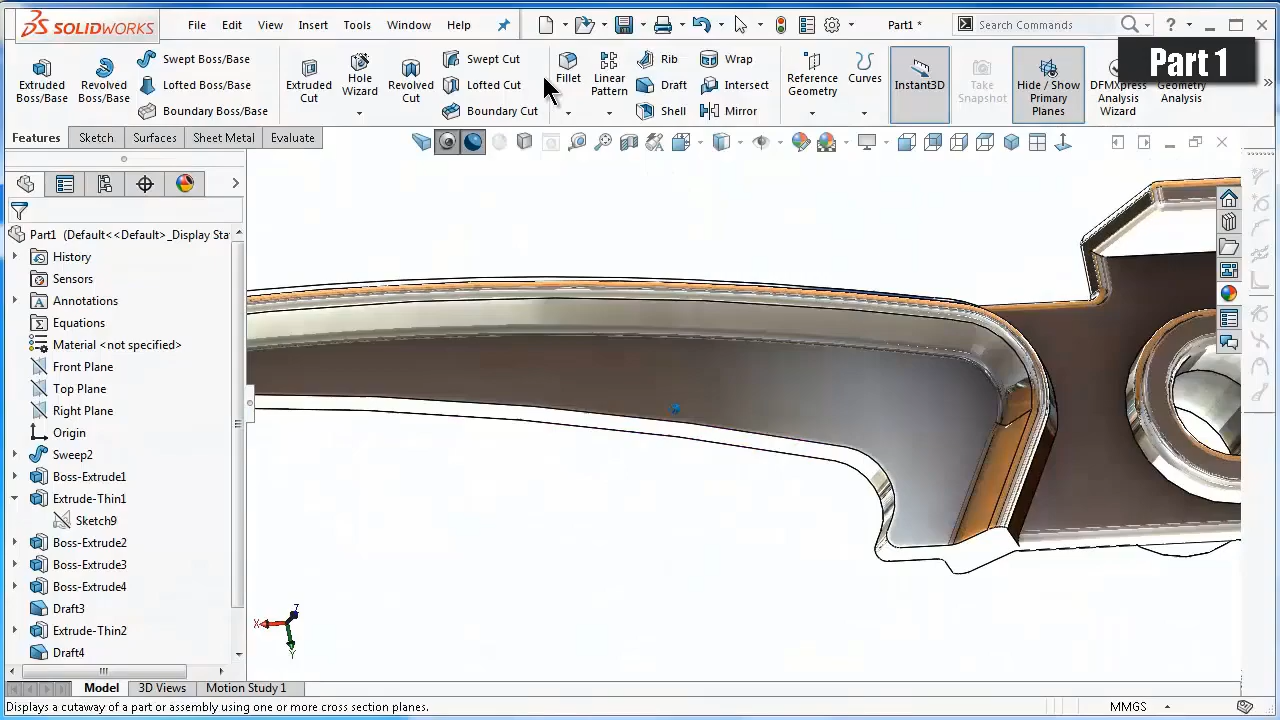 SOLIDWORKS File Edit View Insert Tools Window Help Part1 * Search Commands
Part 1
Extruded Boss/Base
Revolved Boss/Base
Swept Boss/Base
Lofted Boss/Base
Boundary Boss/Base
Extruded Cut
Hole Wizard
Revolved Cut
Swept Cut
Lofted Cut
Boundary Cut
Fillet
Linear Pattern
Rib
Draft
Shell
Wrap
Intersect
Mirror
Reference Geometry
Curves
Instant3D
Take Snapshot
Hide / Show Primary Planes
DFMXpress Analysis Wizard
Geometry Analysis
Features Sketch Surfaces Sheet Metal Evaluate
Part1 (Default<<Default>_Display Sta
History
Sensors
Annotations
Equations
Material <not specified>
Front Plane
Top Plane
Right Plane
Origin
Sweep2
Boss-Extrude1
Extrude-Thin1
Sketch9
Boss-Extrude2
Boss-Extrude3
Boss-Extrude4
Draft3
Extrude-Thin2
Draft4
Z
X
Y
Model 3D Views Motion Study 1
Displays a cutaway of a part or assembly using one or more cross section planes. MMGS